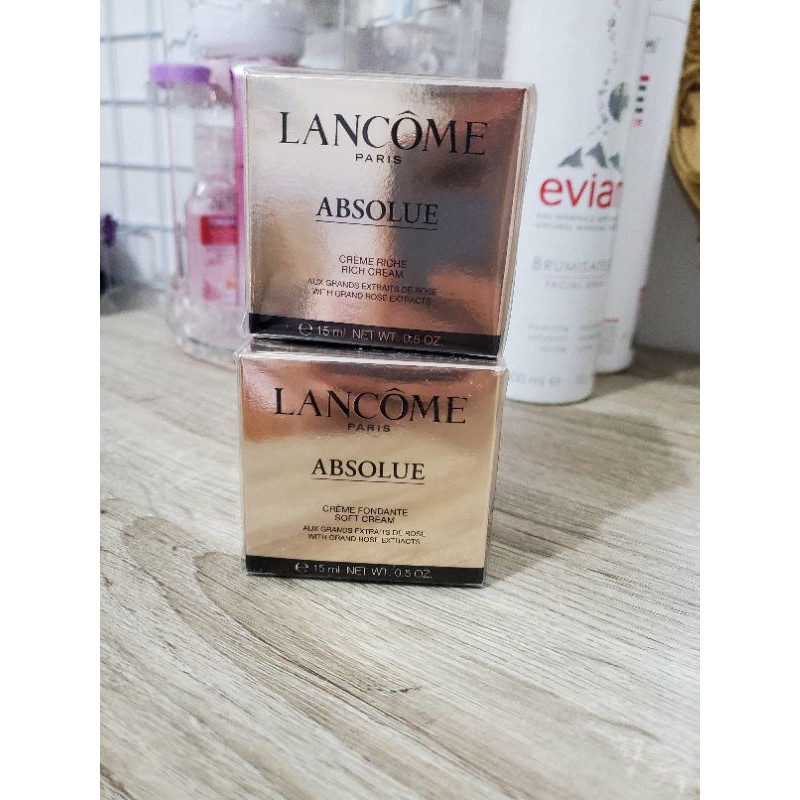 LANCÔME
PARIS
ABSOLUE
CRÈME RICHE
RICH CREAM
AUX GRANDS EXTRAITS DE ROSE
WITH GRAND ROSE EXTRACTS
e 15 ml NET WT. 0.5 OZ.
LANCÔME
PARIS
ABSOLUE
CRÈME FONDANTE
SOFT CREAM
AUX GRANDS EXTRAITS DE ROSE
WITH GRAND ROSE EXTRACTS
e 15 ml NET WT. 0.5 OZ.
evian
BRUMISATEUR
FACIAL SPRAY